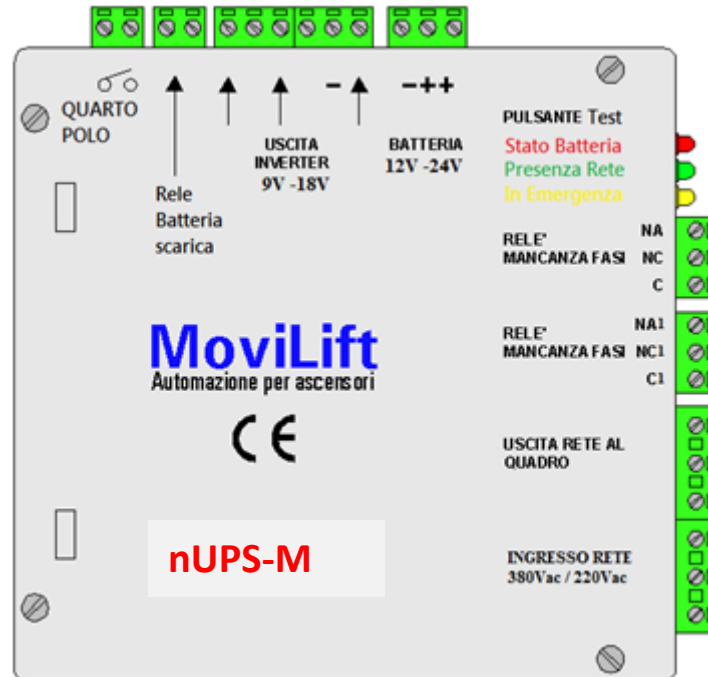 - -++
QUARTO
POLO
USCITA
INVERTER
9V -18V
BATTERIA
12V -24V
Rele
Batteria
scarica
PULSANTE Test
Stato Batteria
Presenza Rete
In Emergenza
RELE'
MANCANZA FASI
NA
NC
C
RELE'
MANCANZA FASI
NA1
NC1
C1
MoviLift
Automazione per ascensori
CE
USCITA RETE AL
QUADRO
nUPS-M
INGRESSO RETE
380Vac / 220Vac